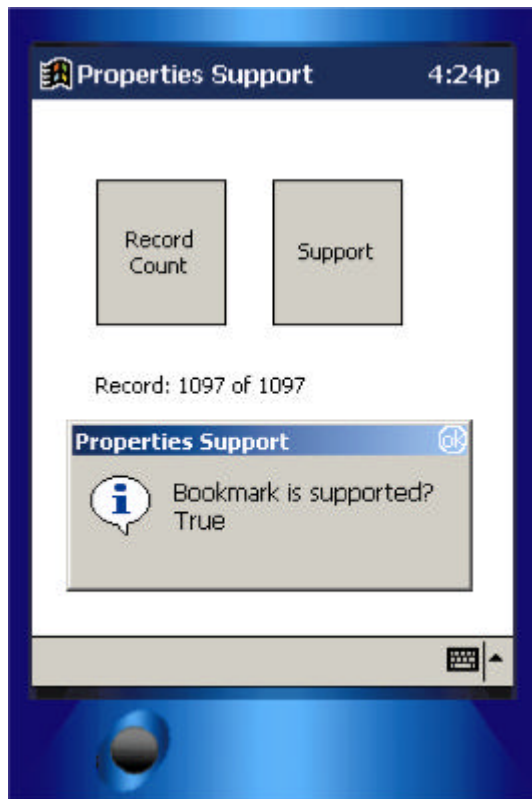 Properties Support 4:24p
Record
Count
Support
Record: 1097 of 1097
Properties Support ok
Bookmark is supported?
True